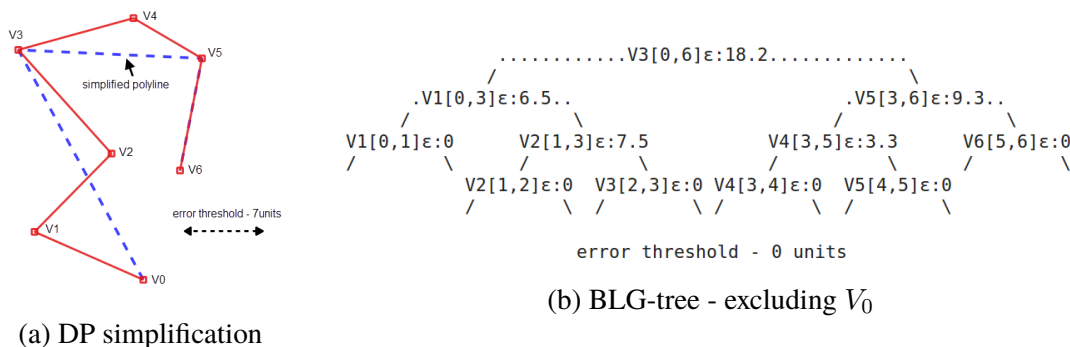 V4
V3
V5
simplified polyline
V2
V6
error threshold - 7units
V1
V0
(a) DP simplification
............V3[0,6]ε:18.2.............
/ \
.V1[0,3]ε:6.5.. .V5[3,6]ε:9.3..
/ \ / \
V1[0,1]ε:0 V2[1,3]ε:7.5 V4[3,5]ε:3.3 V6[5,6]ε:0
/ \ / \ / \ / \
V2[1,2]ε:0 V3[2,3]ε:0 V4[3,4]ε:0 V5[4,5]ε:0
/ \ / \ / \ / \
error threshold - 0 units
(b) BLG-tree - excluding V0